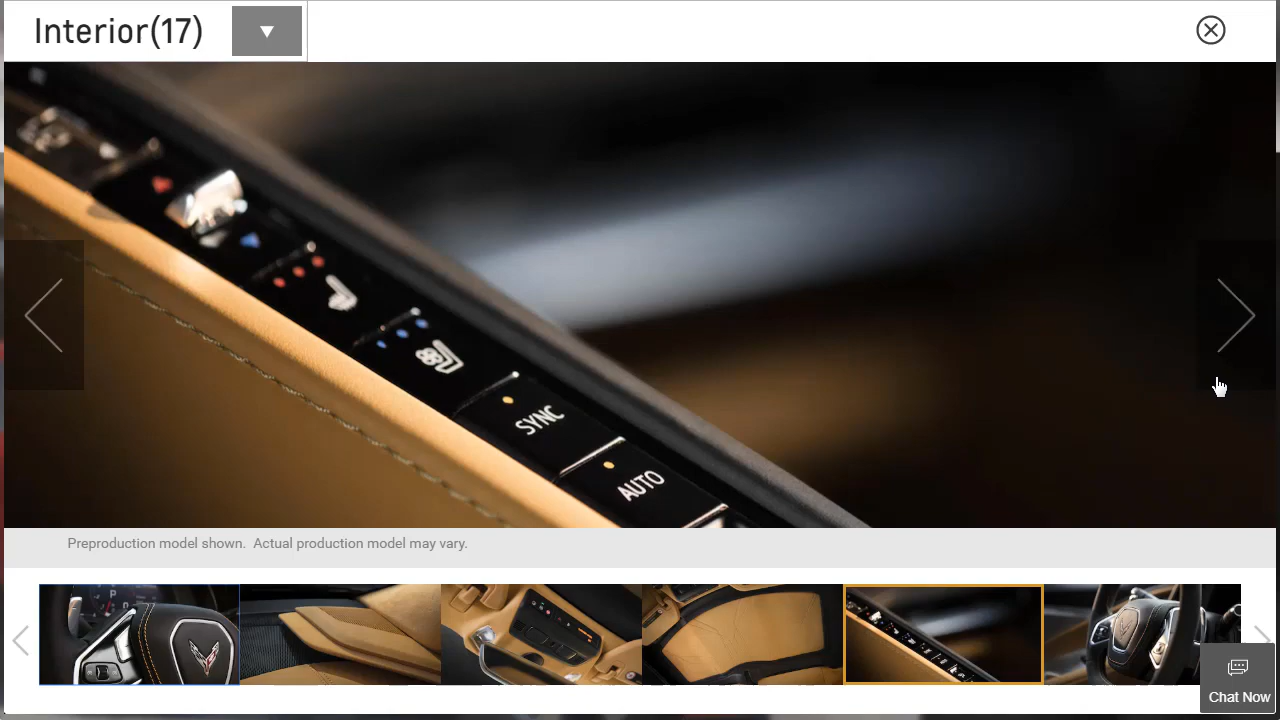 Interior(17)
SYNC
AUTO
Preproduction model shown.  Actual production model may vary.
P
Chat Now